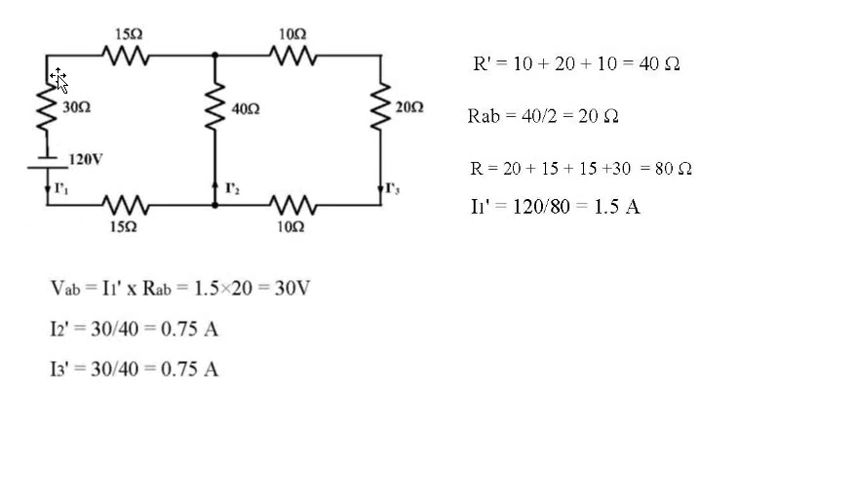 15Ω 10Ω
30Ω 40Ω 20Ω
120V
I'₁ I'₂ I'₃
15Ω 10Ω
R' = 10 + 20 + 10 = 40 Ω
Rab = 40/2 = 20 Ω
R = 20 + 15 + 15 +30 = 80 Ω
I1' = 120/80 = 1.5 A
Vab = I1' x Rab = 1.5×20 = 30V
I2' = 30/40 = 0.75 A
I3' = 30/40 = 0.75 A